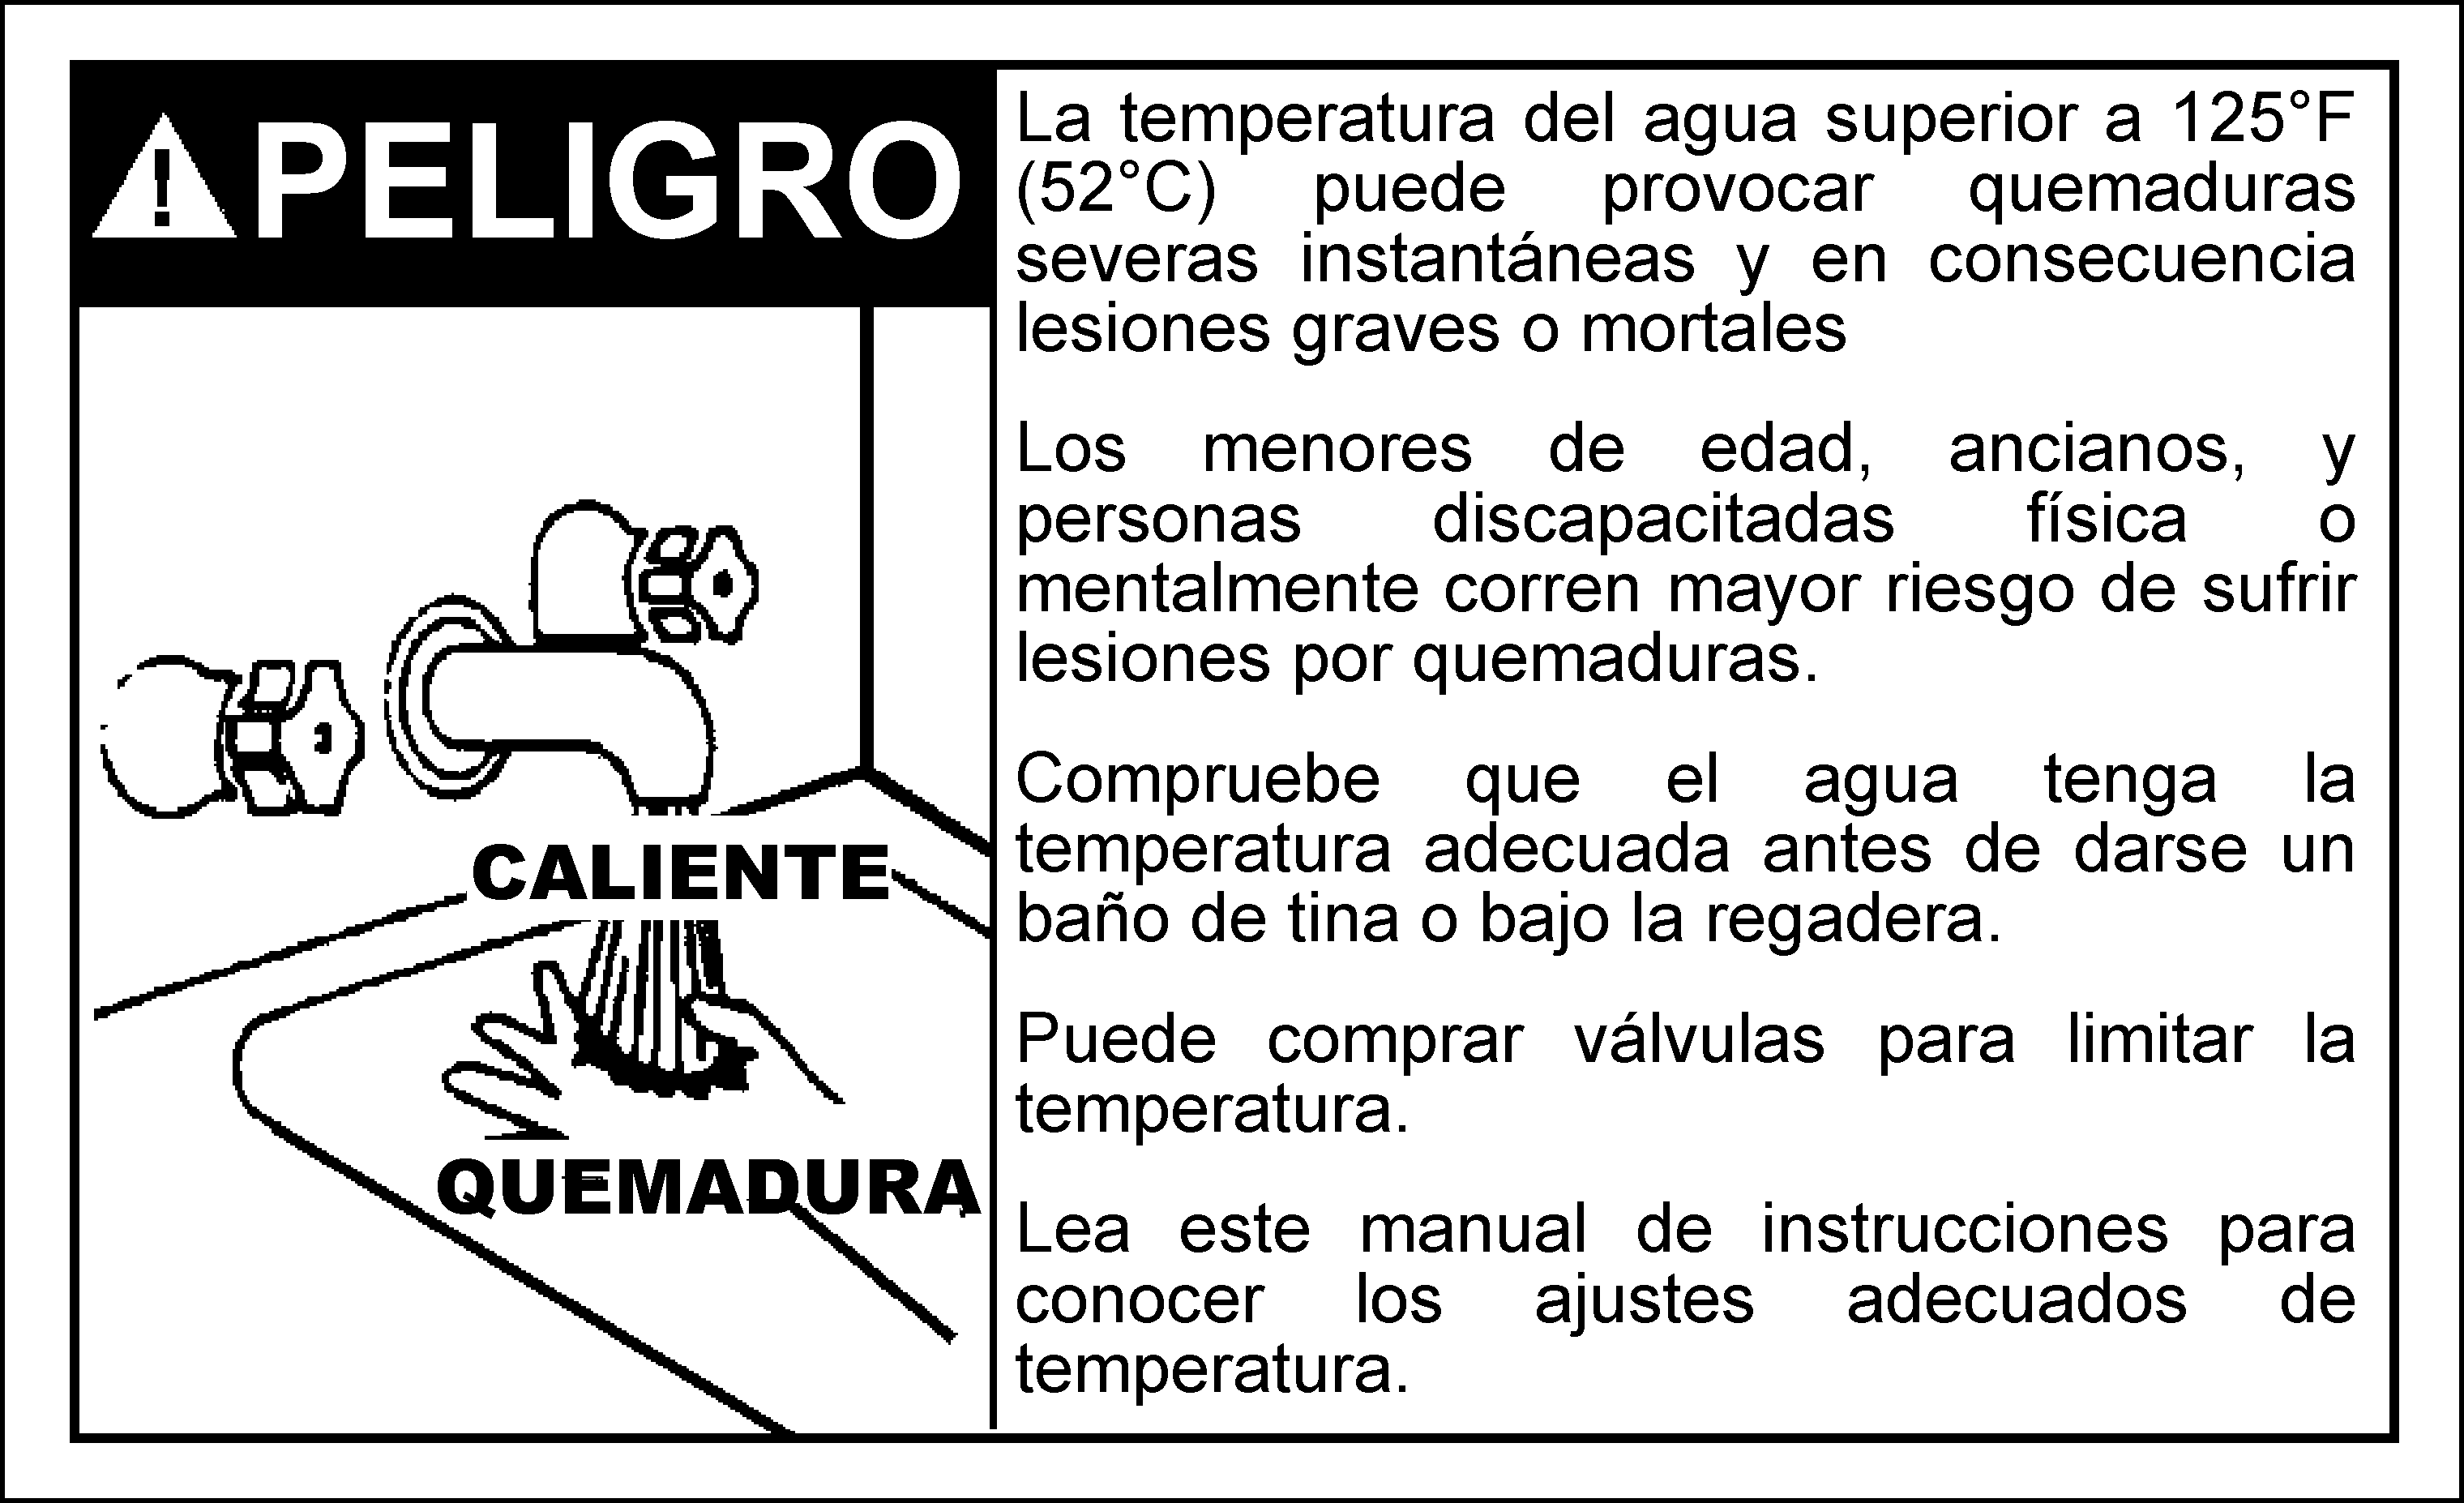 ! PELIGRO
CALIENTE
QUEMADURA
La temperatura del agua superior a 125°F
(52°C) puede provocar quemaduras
severas instantáneas y en consecuencia
lesiones graves o mortales
Los menores de edad, ancianos, y
personas discapacitadas física o
mentalmente corren mayor riesgo de sufrir
lesiones por quemaduras.
Compruebe que el agua tenga la
temperatura adecuada antes de darse un
baño de tina o bajo la regadera.
Puede comprar válvulas para limitar la
temperatura.
Lea este manual de instrucciones para
conocer los ajustes adecuados de
temperatura.